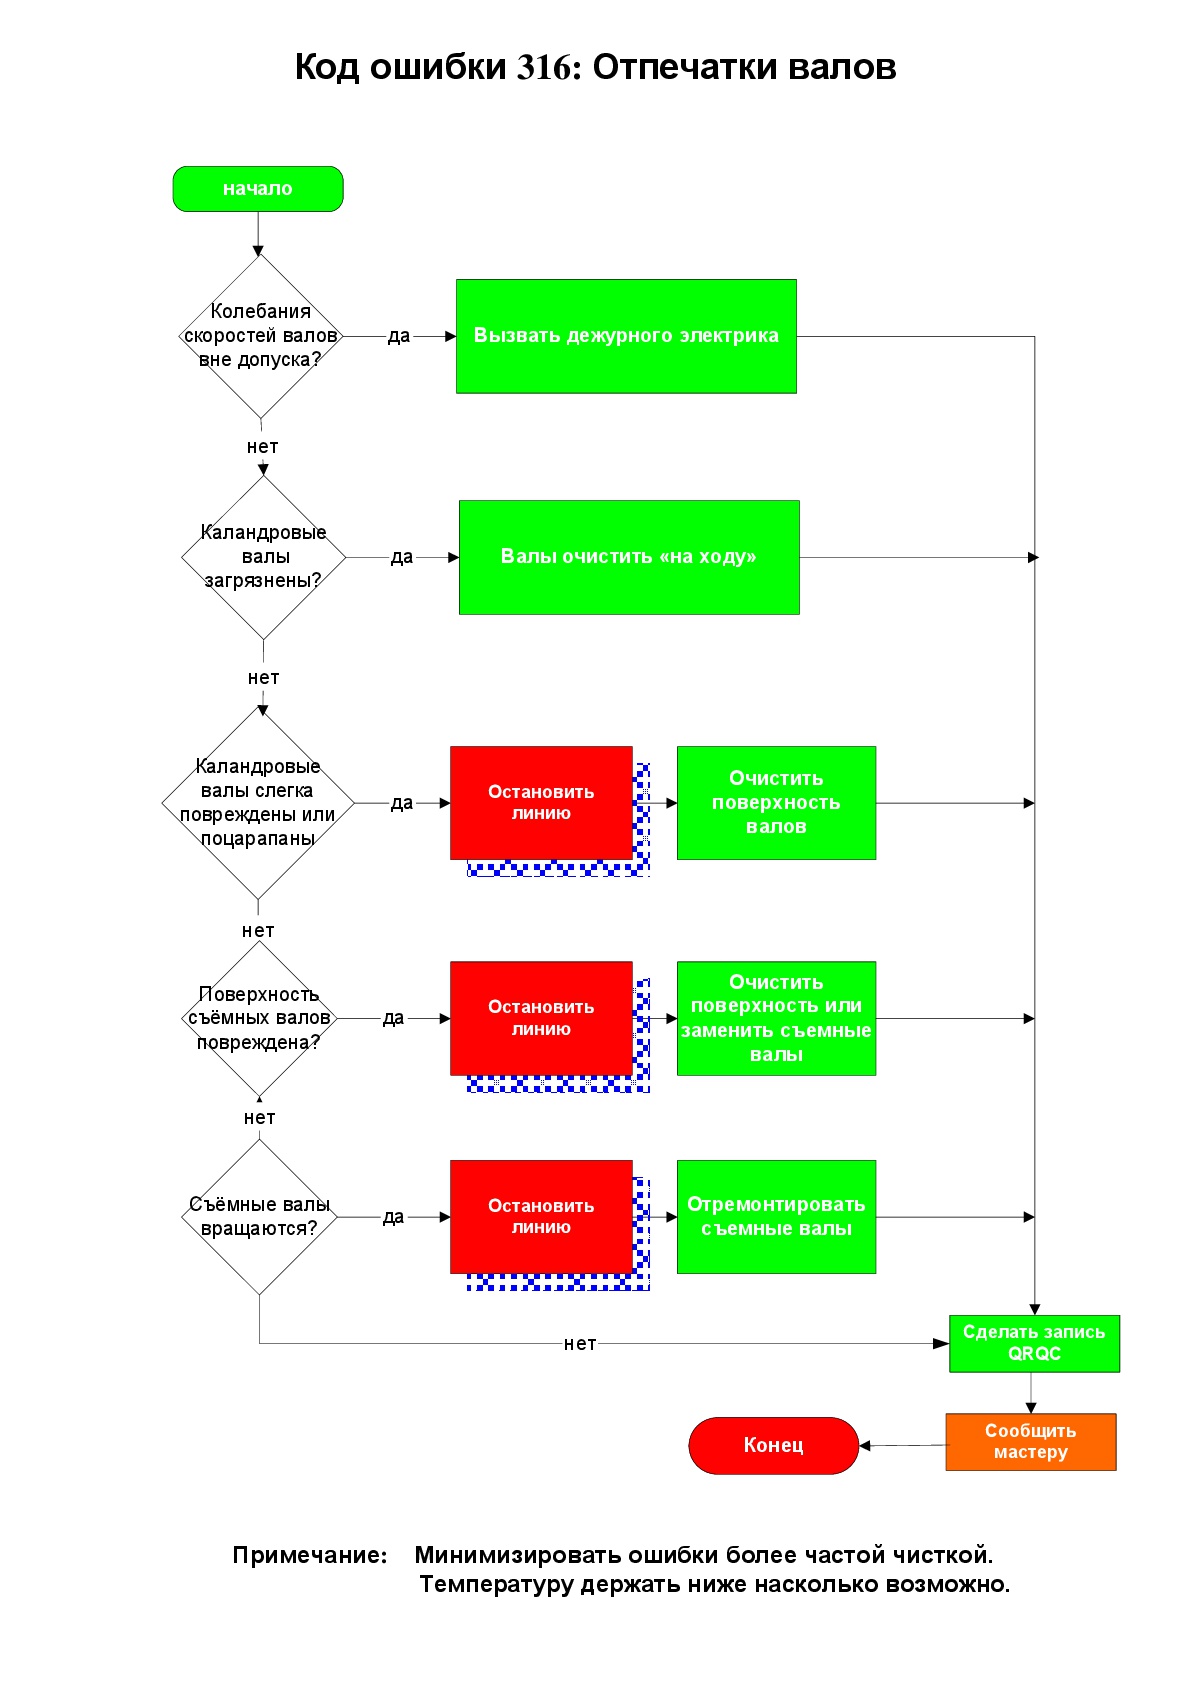 Код ошибки 316: Отпечатки валов
начало
Колебания
скоростей валов
вне допуска?
да
Вызвать дежурного электрика
нет
Каландровые
валы
загрязнены?
да
Валы очистить «на ходу»
нет
Каландровые
валы слегка
повреждены или
поцарапаны
да
Остановить
линию
Очистить
поверхность
валов
нет
Поверхность
съёмных валов
повреждена?
да
Остановить
линию
Очистить
поверхность или
заменить съемные
валы
нет
Съёмные валы
вращаются?
да
Остановить
линию
Отремонтировать
съемные валы
нет
Сделать запись
QRQC
Сообщить
мастеру
Конец
Примечание: Минимизировать ошибки более частой чисткой.
Температуру держать ниже насколько возможно.